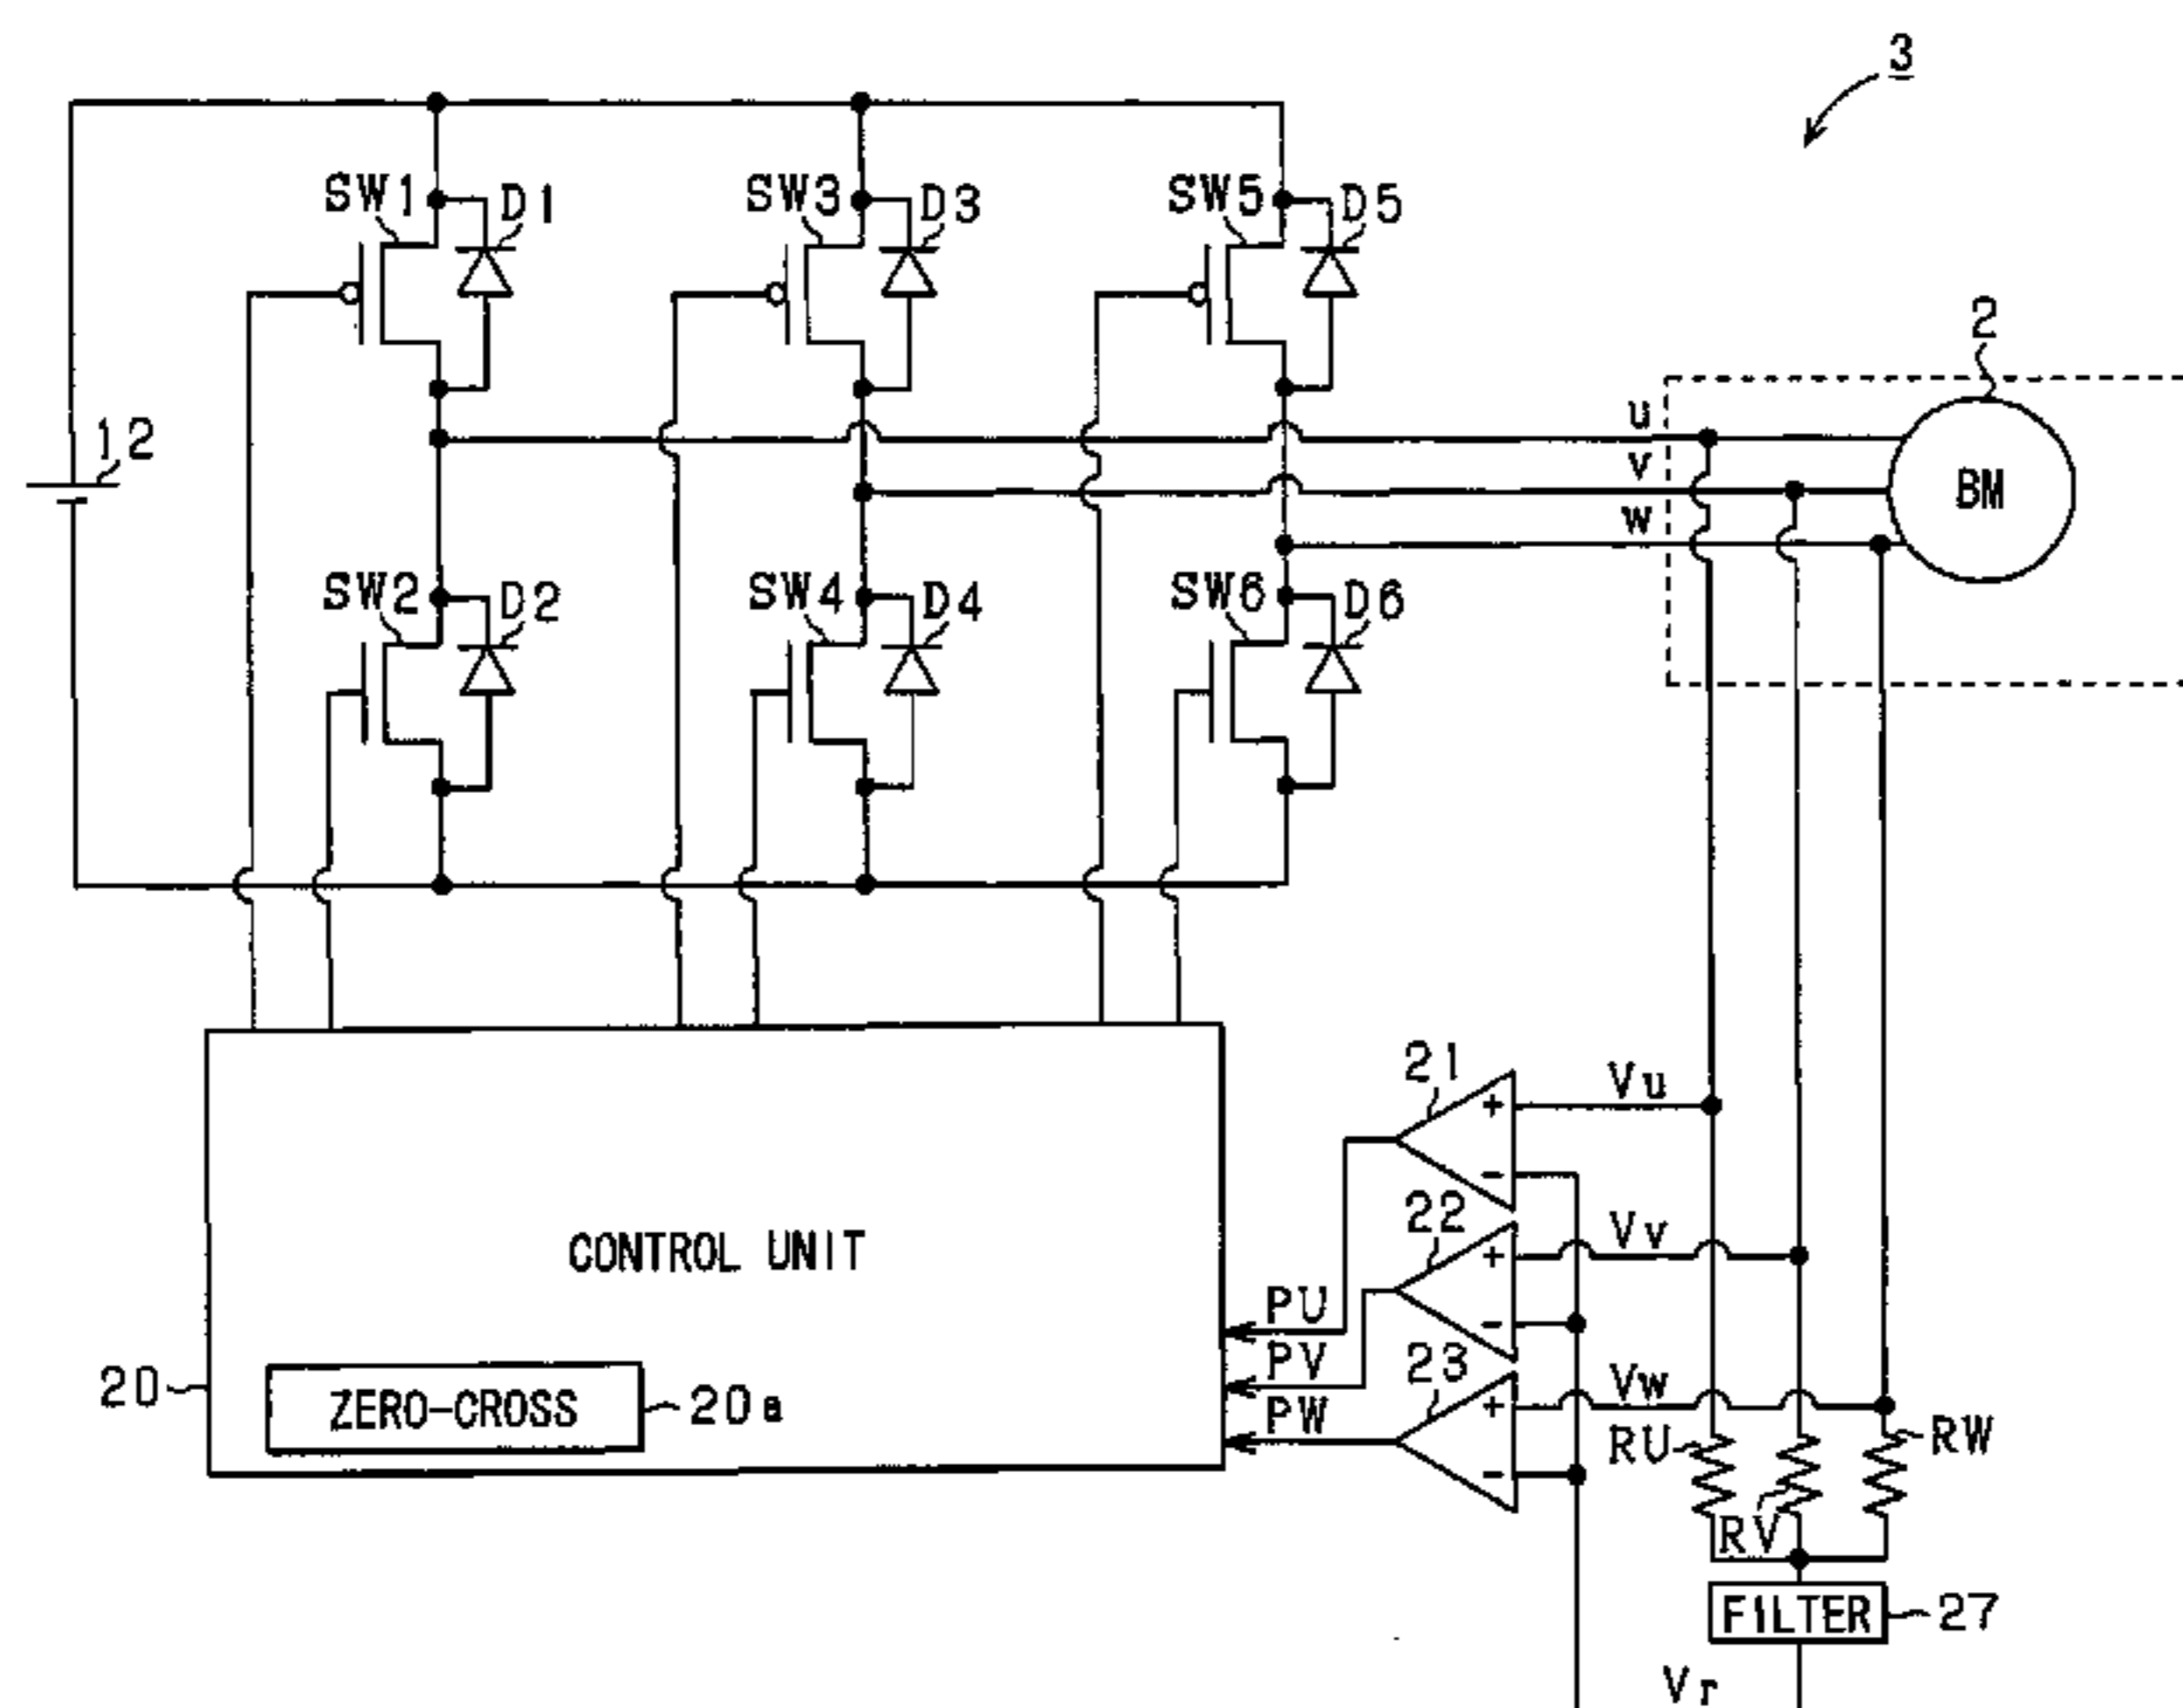 3
SW1 D1 SW3 D3 SW5 D5
2
12
u
v
w
BM
SW2 D2 SW4 D4 SW6 D6
21
Vu
+
-
22
Vv
+
-
CONTROL UNIT
PU
PV
PW
23
Vw
+
-
20
ZERO-CROSS
20a
RU
RV
RW
FILTER
27
Vr